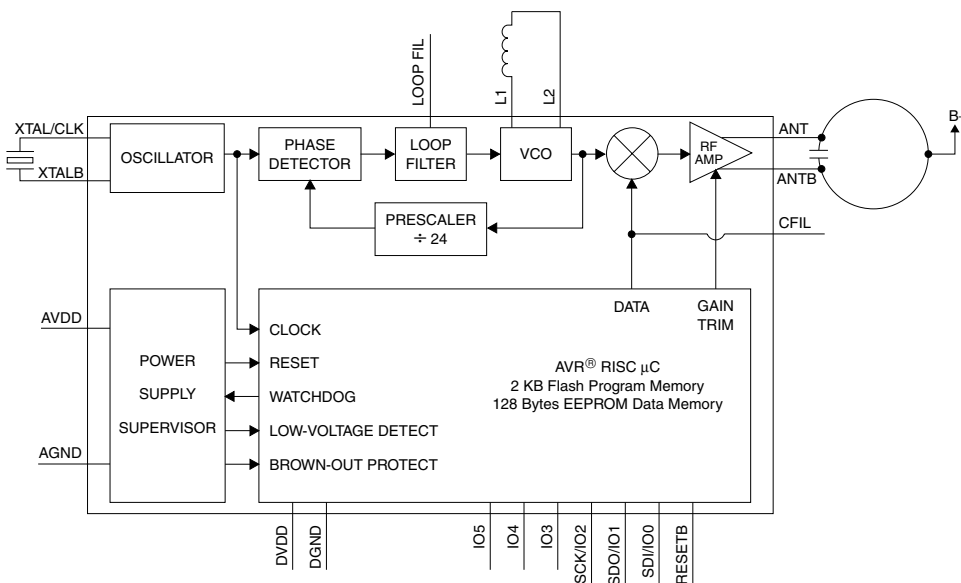 LOOP FIL
L1
L2
XTAL/CLK
XTALB
OSCILLATOR
PHASE
DETECTOR
LOOP
FILTER
VCO
RF
AMP
ANT
ANTB
B+
PRESCALER
÷ 24
CFIL
DATA
GAIN
TRIM
AVDD
AGND
POWER
SUPPLY
SUPERVISOR
CLOCK
RESET
WATCHDOG
LOW-VOLTAGE DETECT
BROWN-OUT PROTECT
AVR® RISC μC
2 KB Flash Program Memory
128 Bytes EEPROM Data Memory
DVDD
DGND
IO5
IO4
IO3
SCK/IO2
SDO/IO1
SDI/IO0
RESETB